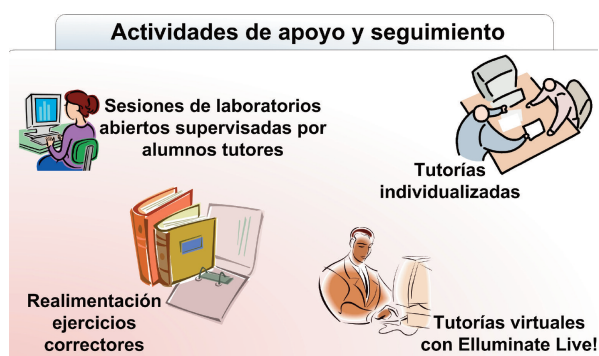 Actividades de apoyo y seguimiento
Sesiones de laboratorios
abiertos supervisadas por
alumnos tutores
Tutorías
individualizadas
Realimentación
ejercicios
correctores
Tutorías virtuales
con Elluminate Live!